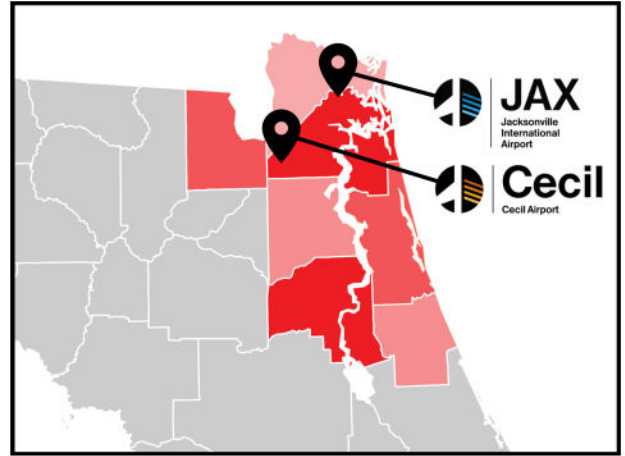 JAX
Jacksonville
International
Airport
Cecil
Cecil Airport